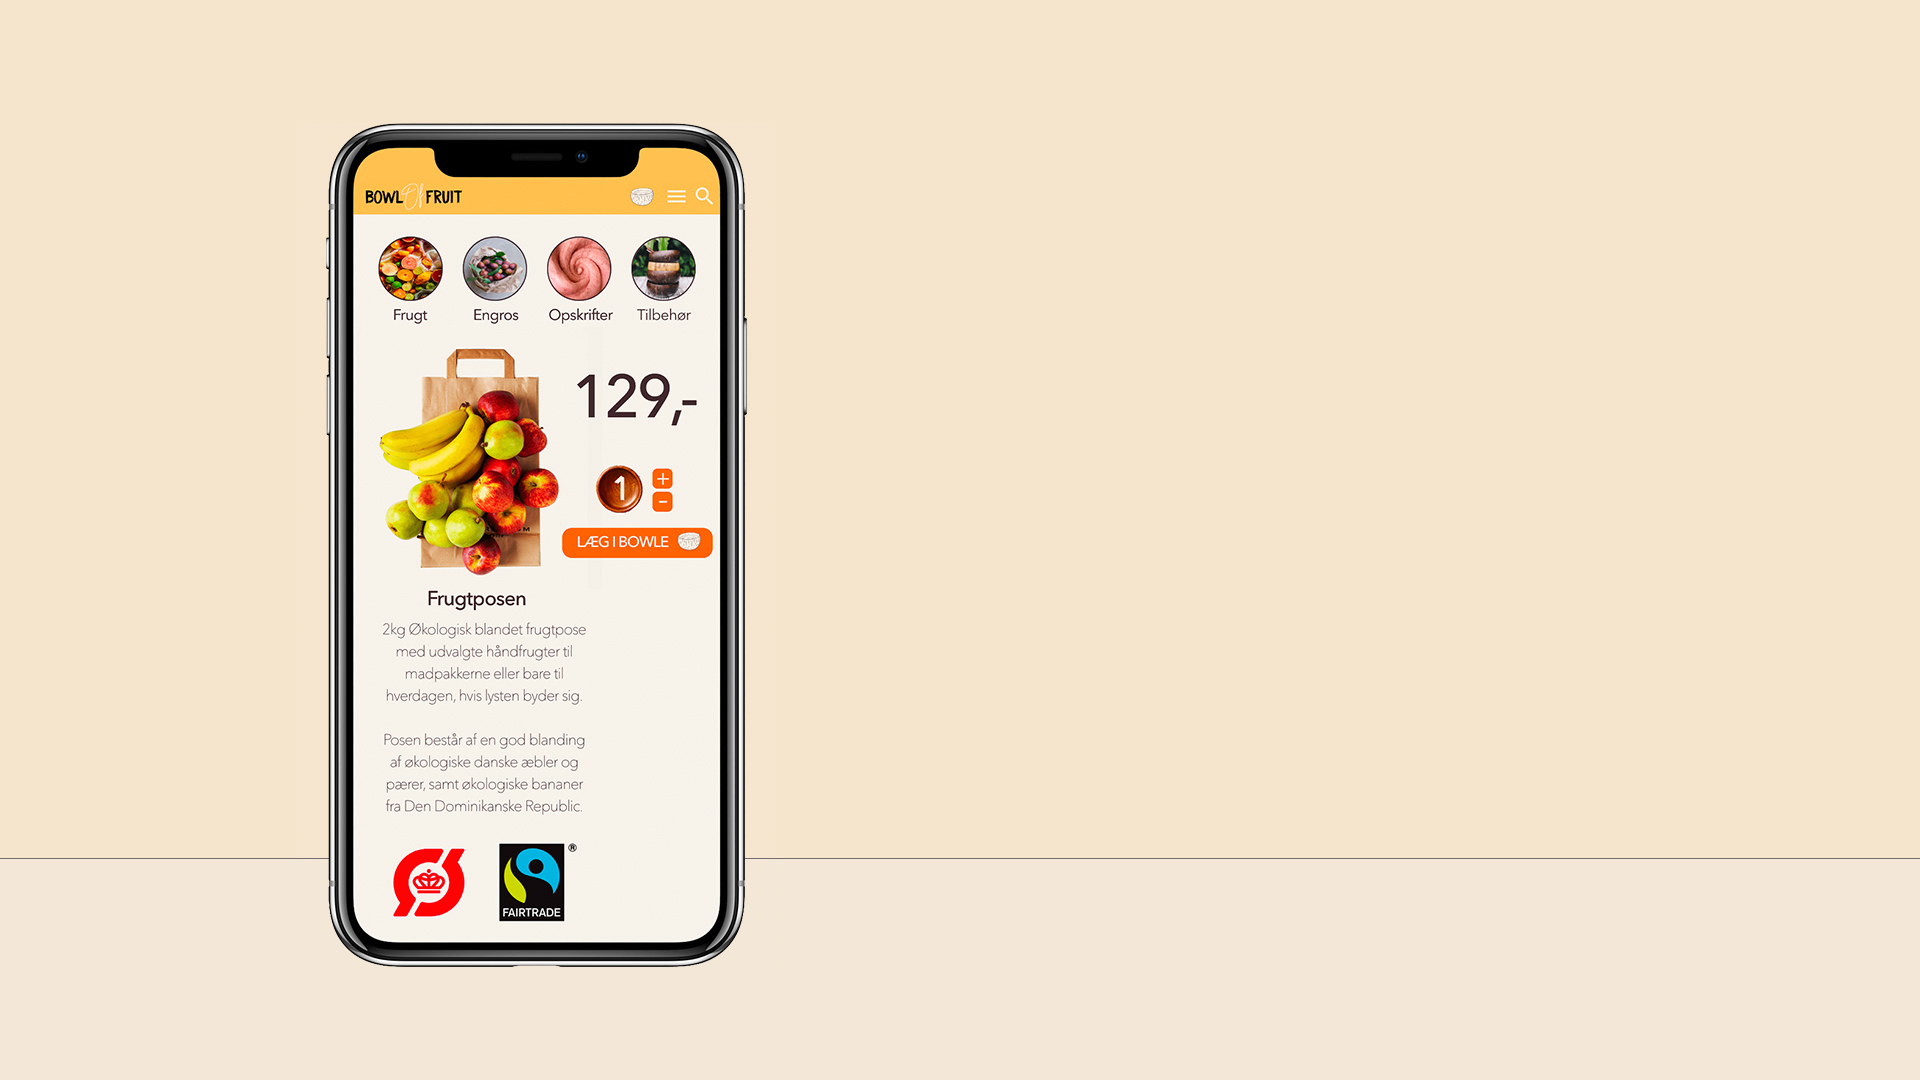 BOWL Of FRUIT
Frugt
Engros
Opskrifter
Tilbehør
129,-
1
+
-
LÆG I BOWLE
Frugtposen
2kg Økologisk blandet frugtpose
med udvalgte håndfrugter til
madpakkerne eller bare til
hverdagen, hvis lysten byder sig.
Posen består af en god blanding
af økologiske danske æbler og
pærer, samt økologiske bananer
fra Den Dominikanske Republic.
Ø
FAIRTRADE
®